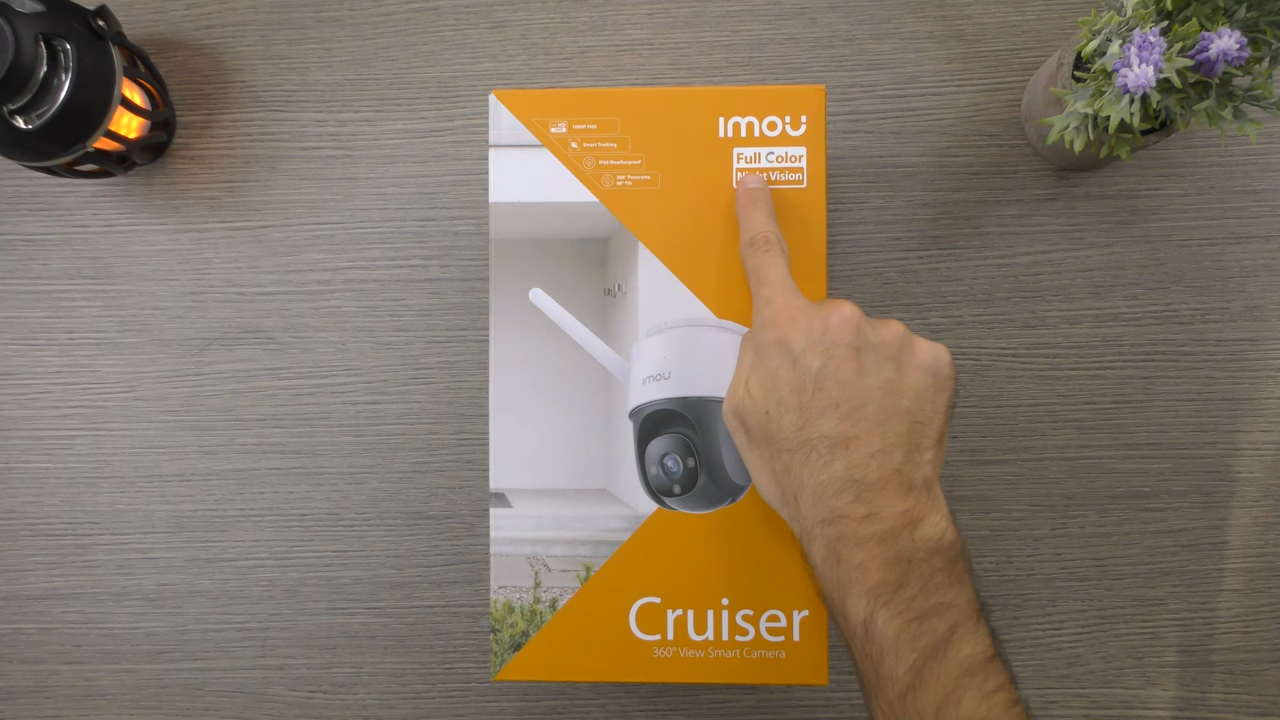 imou
Full Color
Night Vision
HD
1080P FHD
Smart Tracking
IP66 Weatherproof
360° Panorama
90° Tilt
imou
Cruiser
360° View Smart Camera